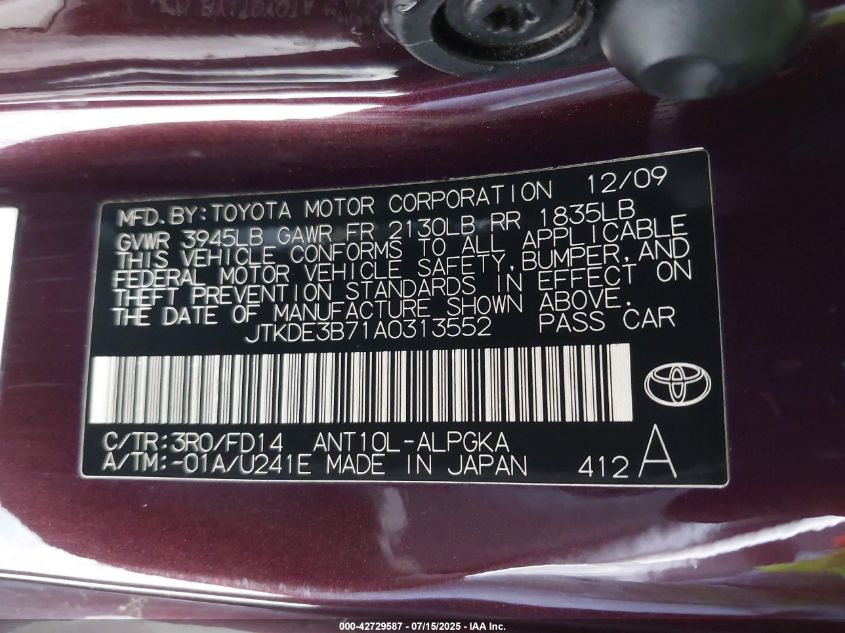 MFD. BY: TOYOTA MOTOR CORPORATION 12/09
GVWR 3945LB GAWR FR 2130LB RR 1835LB
THIS VEHICLE CONFORMS TO ALL APPLICABLE
FEDERAL MOTOR VEHICLE SAFETY, BUMPER, AND
THEFT PREVENTION STANDARDS IN EFFECT ON
THE DATE OF MANUFACTURE SHOWN ABOVE.
JTKDE3B71A0313552 PASS CAR
C/TR: 3R0/FD14 ANT10L-ALPGKA
A/TM: -01A/U241E MADE IN JAPAN 412 A
000-42729587 - 07/15/2025 - IAA Inc.